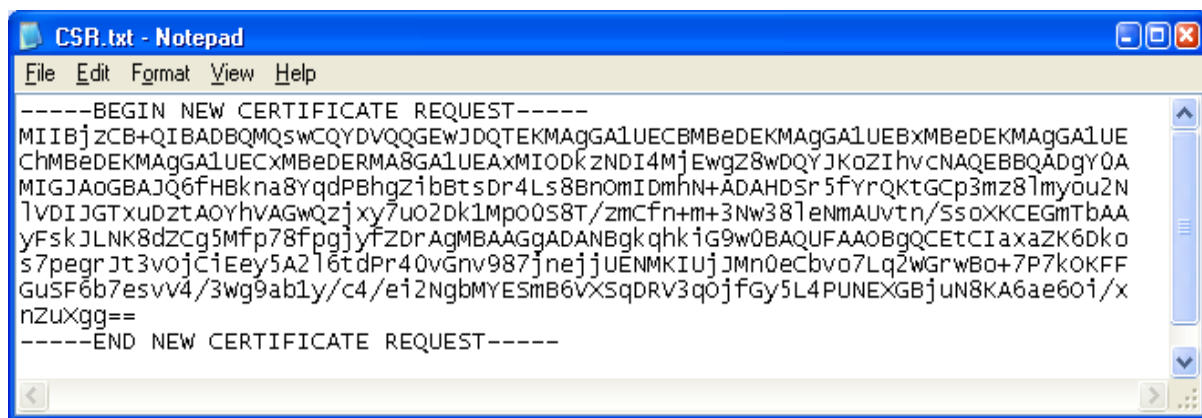 CSR.txt - Notepad
File Edit Format View Help
-----BEGIN NEW CERTIFICATE REQUEST-----
MIIBjzCB+QIBADBQMQswCQYDVQQGEwJDQTEKMAgGA1UECBMBeDEKMAgGA1UEBxMBeDEKMAgGA1UE
ChMBeDEKMAgGA1UECxMBeDERMA8GA1UEAxMIODkzNDI4MjEwgZ8wDQYJKoZIhvcNAQEBBQADgY0A
MIGJAoGBAJQ6fHBkna8YqdPBhgZibBtsDr4Ls8BnOmIDmhN+ADAHDSr5fYrQKtGCp3mz8lmyou2N
lVDIJGTxuDztAOYhVAGwQzjxy7uO2Dk1MpO0S8T/zmCfn+m+3Nw38leNmAUvtn/SsoXKCEGmTbAA
yFskJLNK8dZCg5Mfp78fpgjyfZDrAgMBAAGgADANBgkqhkiG9w0BAQUFAAOBgQCEtCIaxaZK6Dko
s7pegrJt3vOjCiEey5A2l6tdPr40vGnv987jnejjUENMKIUjJMn0eCbvo7Lq2WGrwBo+7P7kOKFF
GuSF6b7esvV4/3Wg9ab1y/c4/ei2NgbMYESmB6VXSqDRV3qOjfGy5L4PUNEXGBjuN8KA6ae6Oi/x
nZuXgg==
-----END NEW CERTIFICATE REQUEST-----